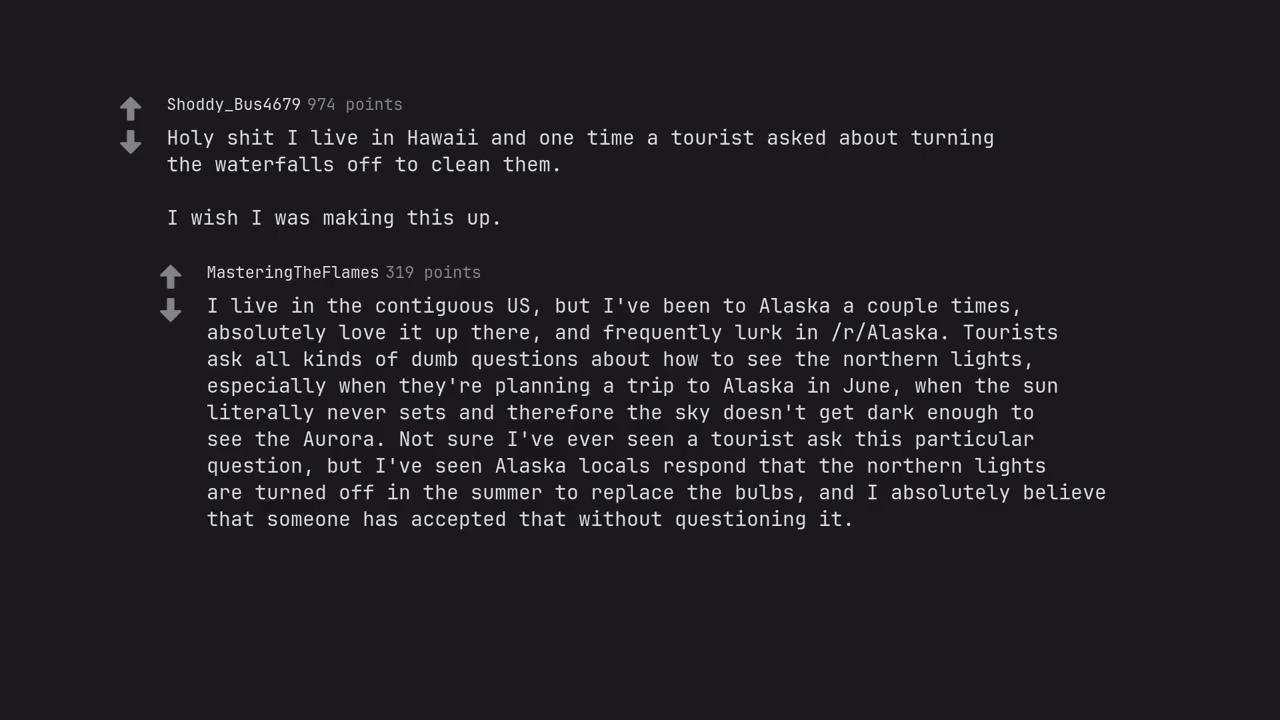 Shoddy_Bus4679 974 points
Holy shit I live in Hawaii and one time a tourist asked about turning
the waterfalls off to clean them.
I wish I was making this up.
MasteringTheFlames 319 points
I live in the contiguous US, but I've been to Alaska a couple times,
absolutely love it up there, and frequently lurk in /r/Alaska. Tourists
ask all kinds of dumb questions about how to see the northern lights,
especially when they're planning a trip to Alaska in June, when the sun
literally never sets and therefore the sky doesn't get dark enough to
see the Aurora. Not sure I've ever seen a tourist ask this particular
question, but I've seen Alaska locals respond that the northern lights
are turned off in the summer to replace the bulbs, and I absolutely believe
that someone has accepted that without questioning it.